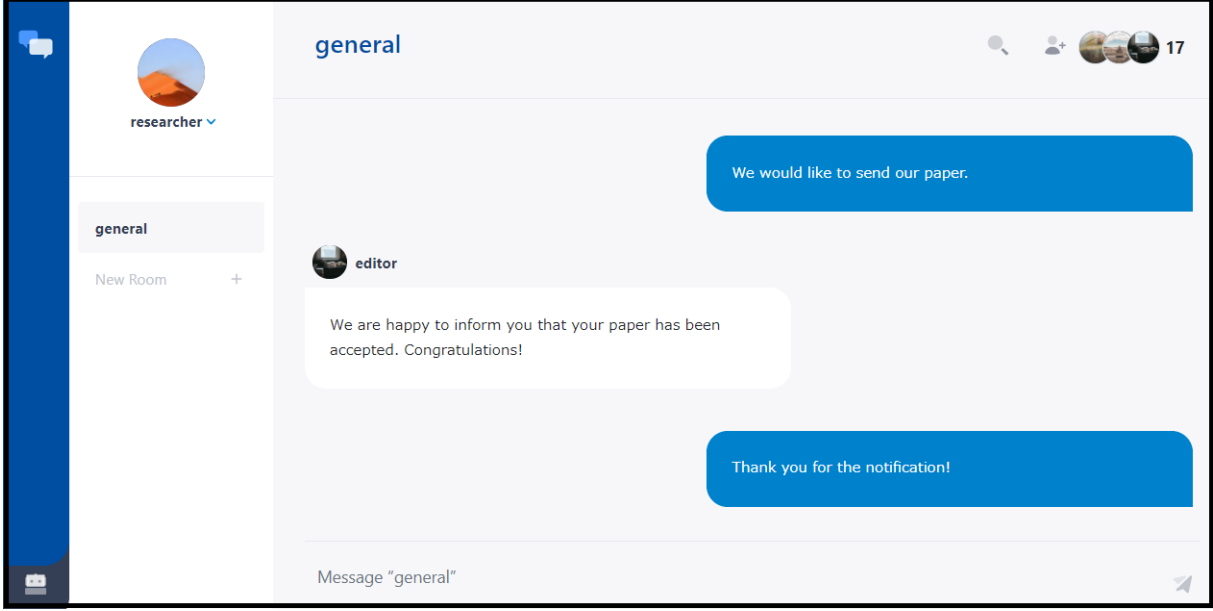 general
17
researcher
general
New Room +
We would like to send our paper.
editor
We are happy to inform you that your paper has been
accepted. Congratulations!
Thank you for the notification!
Message “general”